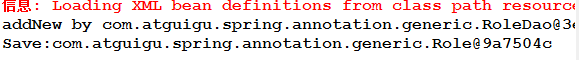 信息: Loading XML bean definitions from class path resource
addNew by com.atguigu.spring.annotation.generic.RoleDao@3
Save:com.atguigu.spring.annotation.generic.Role@9a7504c